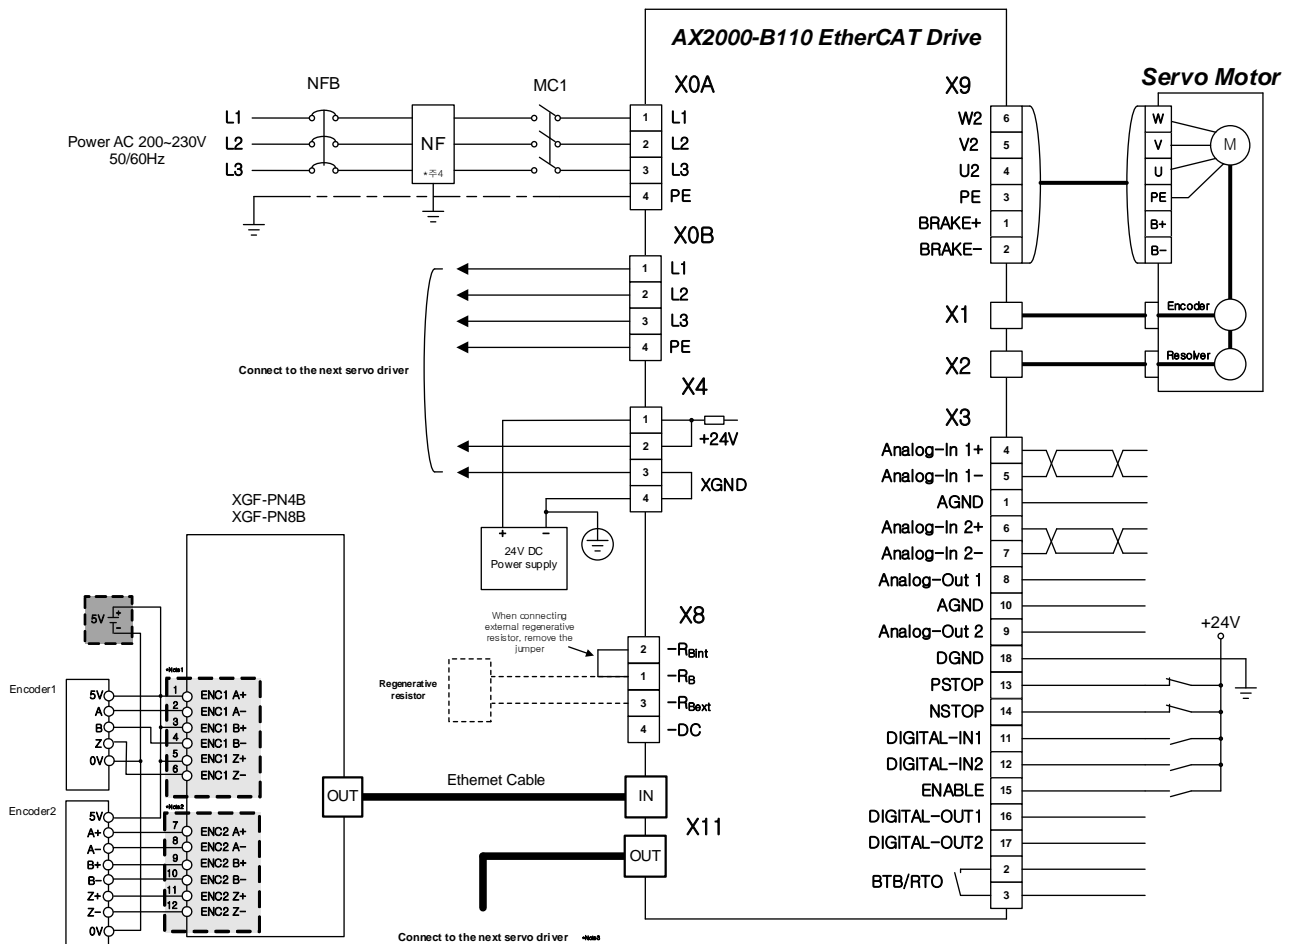 AX2000-B110 EtherCAT Drive
Servo Motor
NFB
MC1
X0A
Power AC 200~230V
50/60Hz
L1
L2
L3
NF
*주4
1 L1
2 L2
3 L3
4 PE
X0B
1 L1
2 L2
3 L3
4 PE
Connect to the next servo driver
X4
1
2
+24V
3
4
XGND
+ -
24V DC
Power supply
X8
When connecting
external regenerative
resistor, remove the
jumper
Regenerative
resistor
2 -RBint
1 -RB
3 -RBext
4 -DC
Ethernet Cable
OUT
IN
X11
OUT
Connect to the next servo driver *Note3
XGF-PN4B
XGF-PN8B
5V + -
*Note1
Encoder1
5V 1 ENC1 A+
A 2 ENC1 A-
B 3 ENC1 B+
Z 4 ENC1 B-
0V 5 ENC1 Z+
6 ENC1 Z-
*Note2
Encoder2
5V
A+ 7 ENC2 A+
A- 8 ENC2 A-
B+ 9 ENC2 B+
B- 10 ENC2 B-
Z+ 11 ENC2 Z+
Z- 12 ENC2 Z-
0V
X9
W2 6
V2 5
U2 4
PE 3
BRAKE+ 1
BRAKE- 2
W
V
U
PE
B+
B-
M
X1
Encoder
X2
Resolver
X3
Analog-In 1+ 4
Analog-In 1- 5
AGND 1
Analog-In 2+ 6
Analog-In 2- 7
Analog-Out 1 8
AGND 10
Analog-Out 2 9
DGND 18
PSTOP 13
NSTOP 14
DIGITAL-IN1 11
DIGITAL-IN2 12
ENABLE 15
DIGITAL-OUT1 16
DIGITAL-OUT2 17
BTB/RTO 2
3
+24V